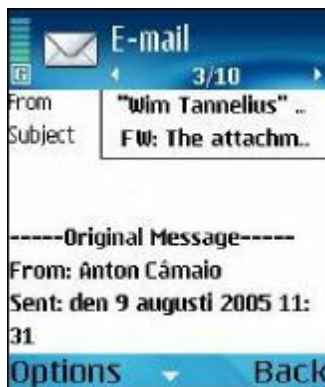 E-mail
G
3/10
From "Wim Tannelius" ..
Subject FW: The attachm..
-----Original Message-----
From: Anton Câmaio
Sent: den 9 augusti 2005 11:
31
Options Back